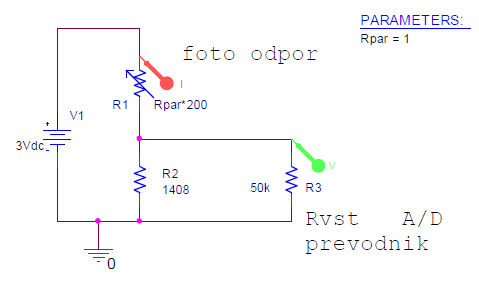 PARAMETERS:
Rpar = 1
foto odpor
I
R1
Rpar*200
V1
3Vdc
R2
1408
50k
R3
V
Rvst A/D
prevodnik
0